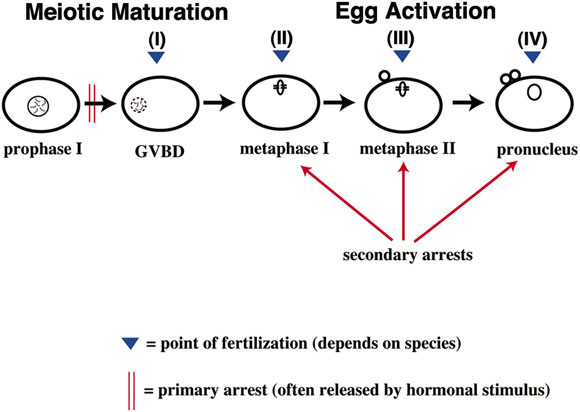 Meiotic Maturation Egg Activation
(I) (II) (III) (IV)
prophase I GVBD metaphase I metaphase II pronucleus
secondary arrests
= point of fertilization (depends on species)
= primary arrest (often released by hormonal stimulus)